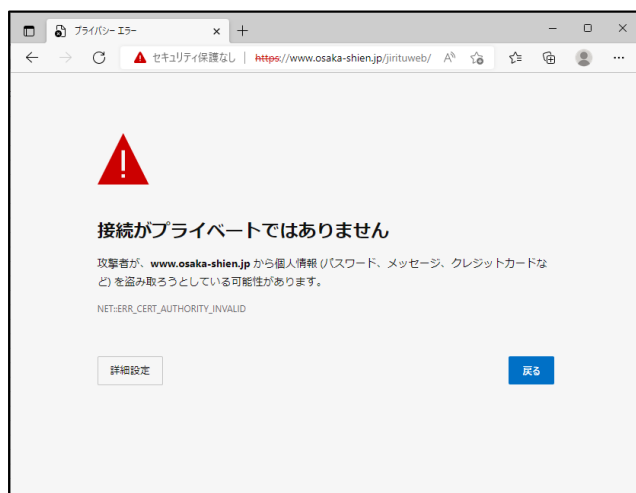 プライバシー エラー
セキュリティ保護なし | https://www.osaka-shien.jp/jirituweb/
接続がプライベートではありません
攻撃者が、www.osaka-shien.jp から個人情報 (パスワード、メッセージ、クレジットカードな
ど) を盗み取ろうとしている可能性があります。
NET::ERR_CERT_AUTHORITY_INVALID
詳細設定
戻る